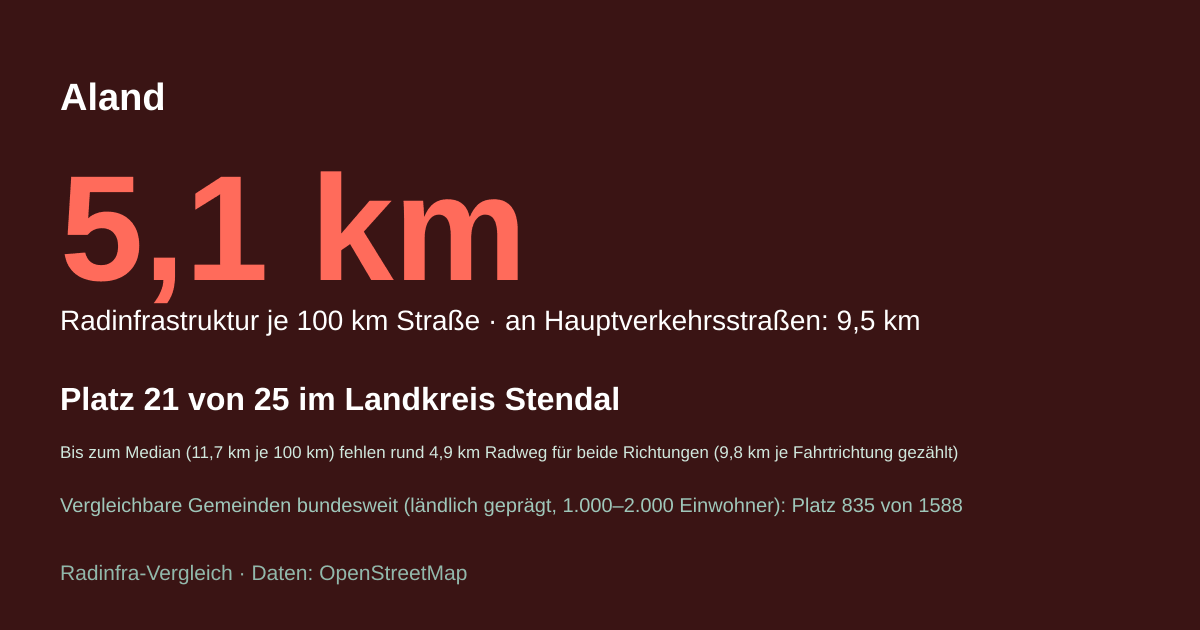 Aland
5,1 km
Radinfrastruktur je 100 km Straße · an Hauptverkehrsstraßen: 9,5 km
Platz 21 von 25 im Landkreis Stendal
Bis zum Median (11,7 km je 100 km) fehlen rund 4,9 km Radweg für beide Richtungen (9,8 km je Fahrtrichtung gezählt)
Vergleichbare Gemeinden bundesweit (ländlich geprägt, 1.000–2.000 Einwohner): Platz 835 von 1588
Radinfra-Vergleich · Daten: OpenStreetMap